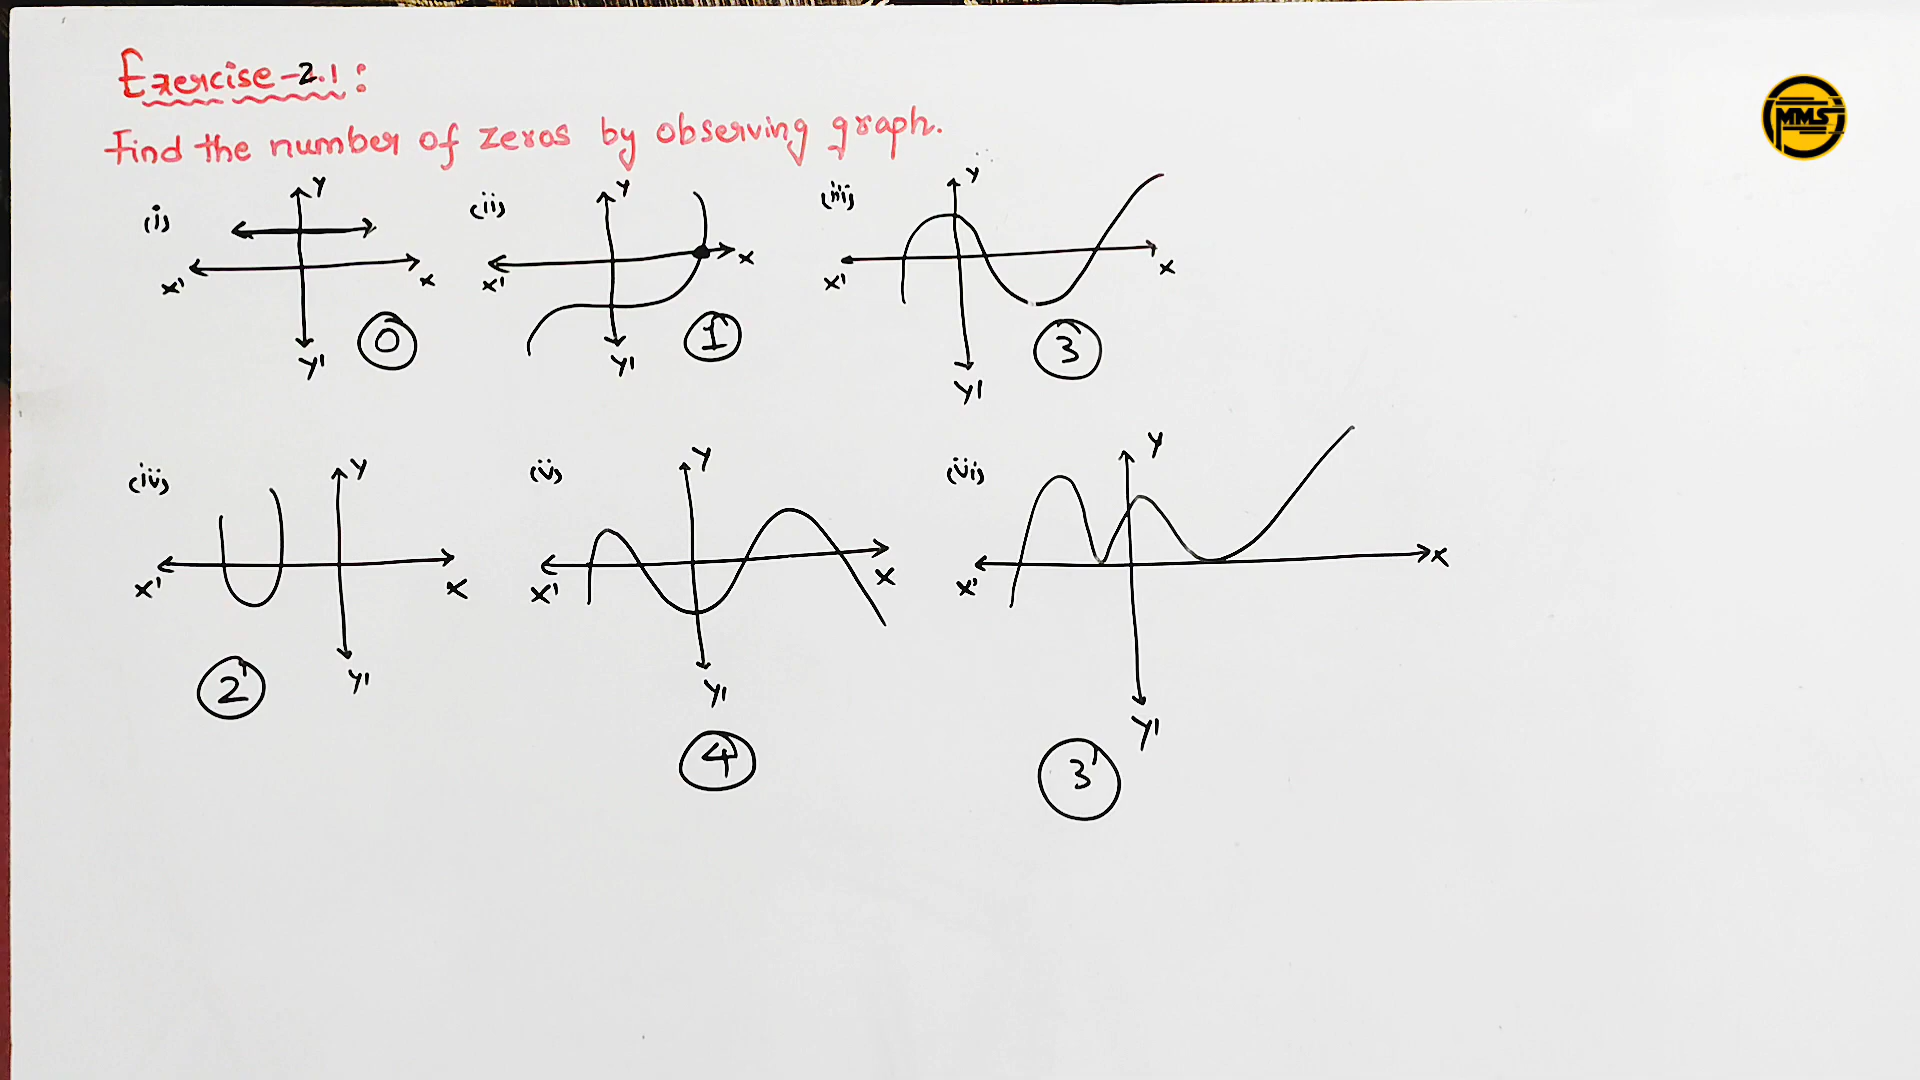 Exercise-2.1:
Find the number of zeros by observing graph.
MMS
(i) Y X' X Y' 0
(ii) Y X' X Y' 1
(iii) Y X' X Y' 3
(iv) Y X' X Y' 2
(v) Y X' X Y' 4
(vi) Y X' X Y' 3